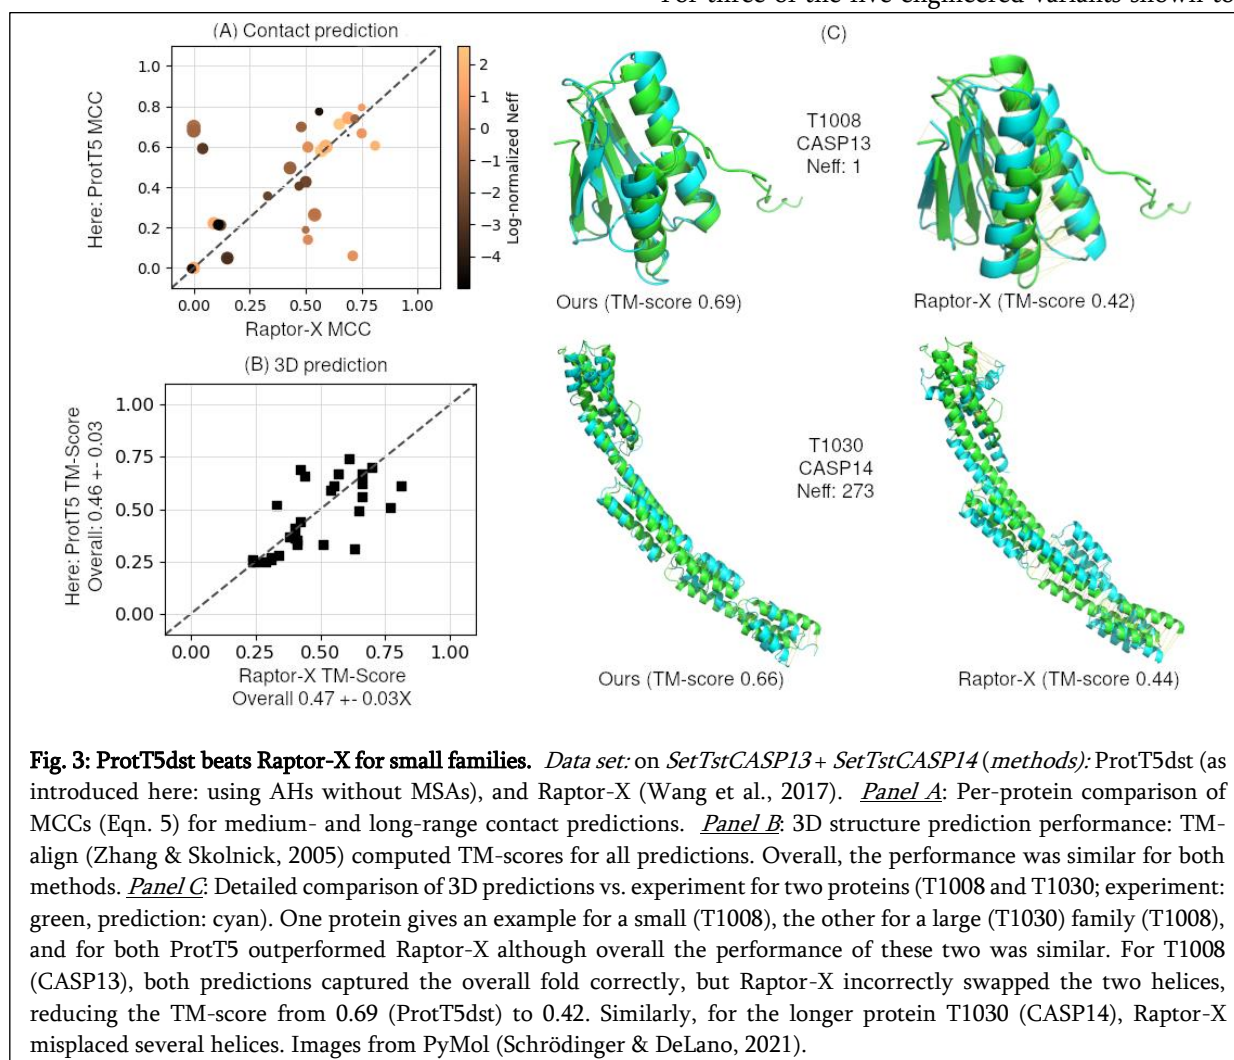 For three of the five engineered variants shown to
(A) Contact prediction
1.0
0.8
0.6
0.4
0.2
0.0
Here: ProtT5 MCC
0.00
0.25
0.50
0.75
1.00
Raptor-X MCC
2
1
0
−1
−2
−3
−4
Log-normalized Neff
(B) 3D prediction
1.00
0.75
0.50
0.25
0.00
Here: ProtT5 TM-Score
Overall: 0.46 +- 0.03
0.00
0.25
0.50
0.75
1.00
Raptor-X TM-Score
Overall 0.47 +- 0.03X
(C)
T1008
CASP13
Neff: 1
Ours (TM-score 0.69)
Raptor-X (TM-score 0.42)
T1030
CASP14
Neff: 273
Ours (TM-score 0.66)
Raptor-X (TM-score 0.44)
Fig. 3: ProtT5dst beats Raptor-X for small families. Data set: on SetTstCASP13 + SetTstCASP14 (methods): ProtT5dst (as
introduced here: using AHs without MSAs), and Raptor-X (Wang et al., 2017). Panel A: Per-protein comparison of
MCCs (Eqn. 5) for medium- and long-range contact predictions. Panel B: 3D structure prediction performance: TM-
align (Zhang & Skolnick, 2005) computed TM-scores for all predictions. Overall, the performance was similar for both
methods. Panel C: Detailed comparison of 3D predictions vs. experiment for two proteins (T1008 and T1030; experiment:
green, prediction: cyan). One protein gives an example for a small (T1008), the other for a large (T1030) family (T1008),
and for both ProtT5 outperformed Raptor-X although overall the performance of these two was similar. For T1008
(CASP13), both predictions captured the overall fold correctly, but Raptor-X incorrectly swapped the two helices,
reducing the TM-score from 0.69 (ProtT5dst) to 0.42. Similarly, for the longer protein T1030 (CASP14), Raptor-X
misplaced several helices. Images from PyMol (Schrödinger & DeLano, 2021).